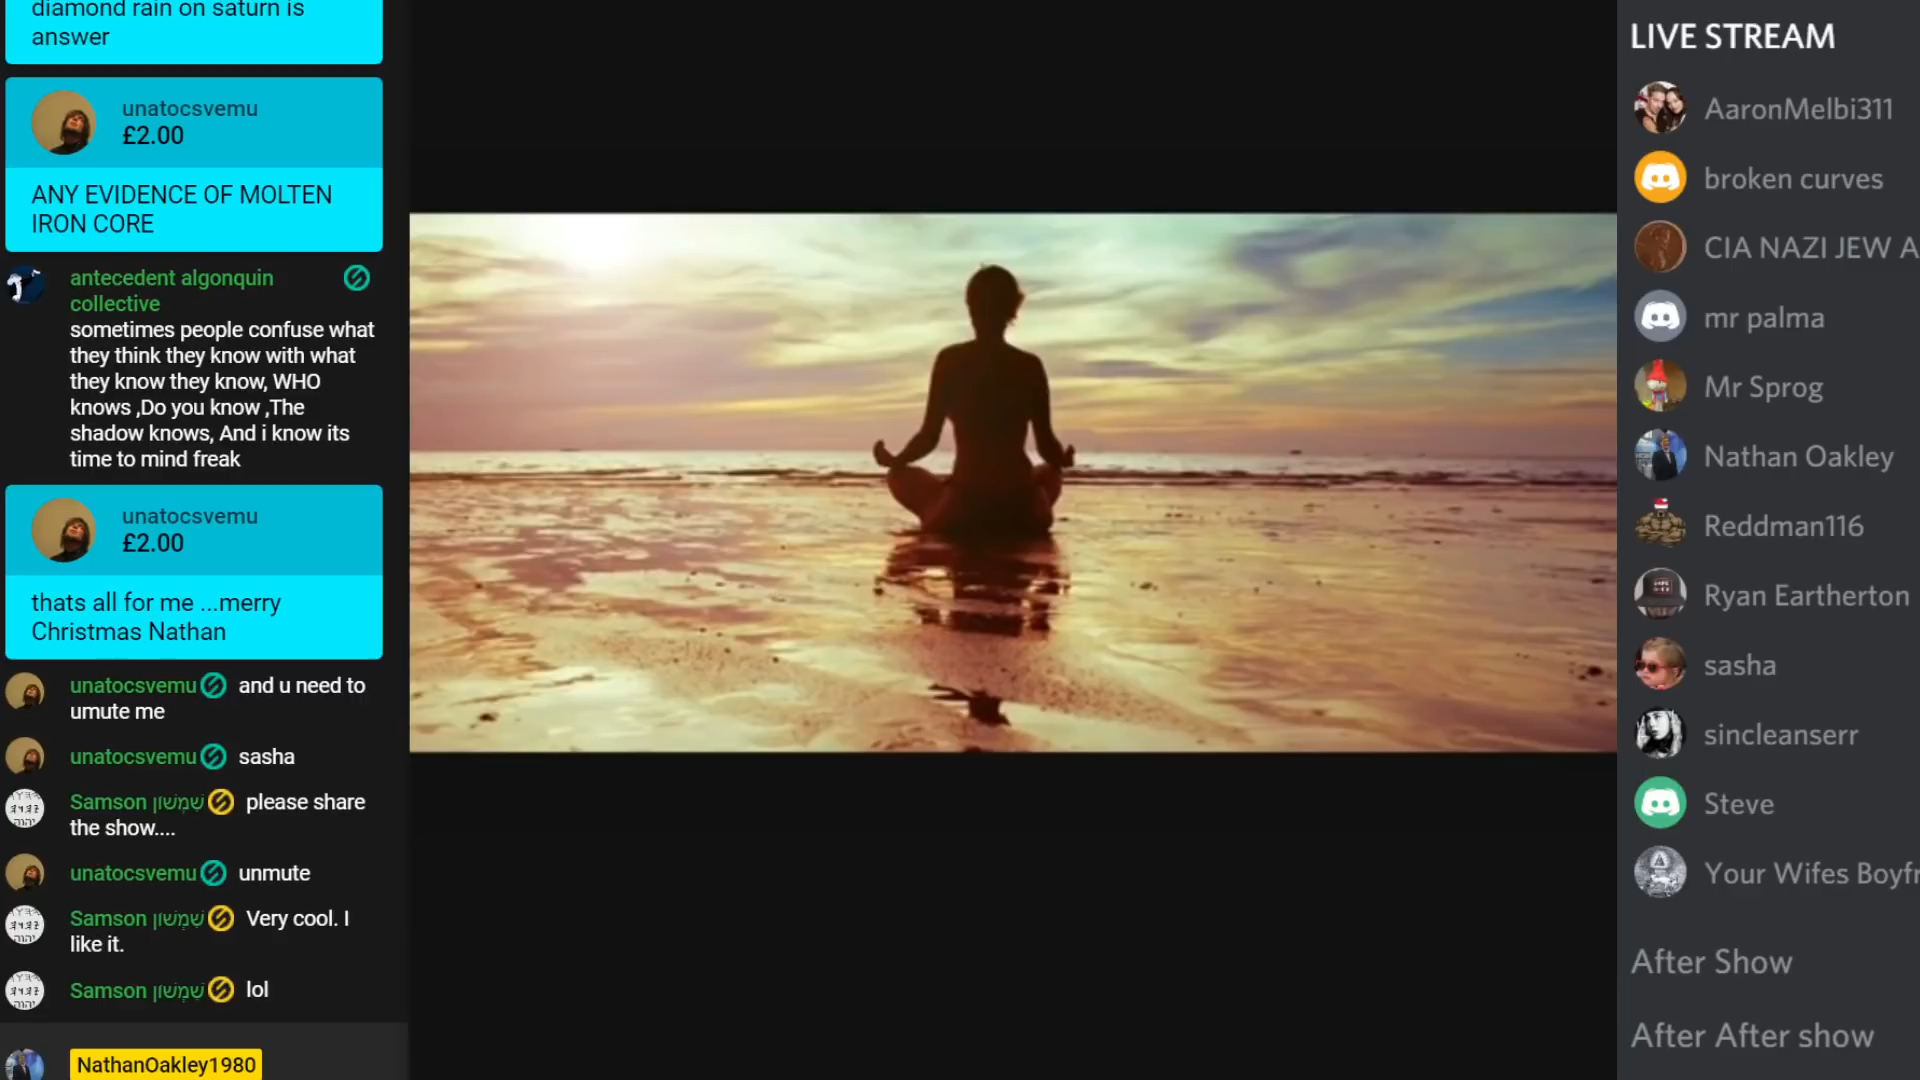 diamond rain on saturn is
answer
unatocsvemu
£2.00
ANY EVIDENCE OF MOLTEN
IRON CORE
antecedent algonquin
collective
sometimes people confuse what
they think they know with what
they know they know, WHO
knows ,Do you know ,The
shadow knows, And i know its
time to mind freak
unatocsvemu
£2.00
thats all for me ...merry
Christmas Nathan
unatocsvemu and u need to
umute me
unatocsvemu sasha
Samson שִׁמְשׁוֹן please share
the show....
unatocsvemu unmute
Samson שִׁמְשׁוֹן Very cool. I
like it.
Samson שִׁמְשׁוֹן lol
NathanOakley1980
LIVE STREAM
AaronMelbi311
broken curves
CIA NAZI JEW A
mr palma
Mr Sprog
Nathan Oakley
Reddman116
Ryan Eartherton
sasha
sincleanserr
Steve
Your Wifes Boyfr
After Show
After After show